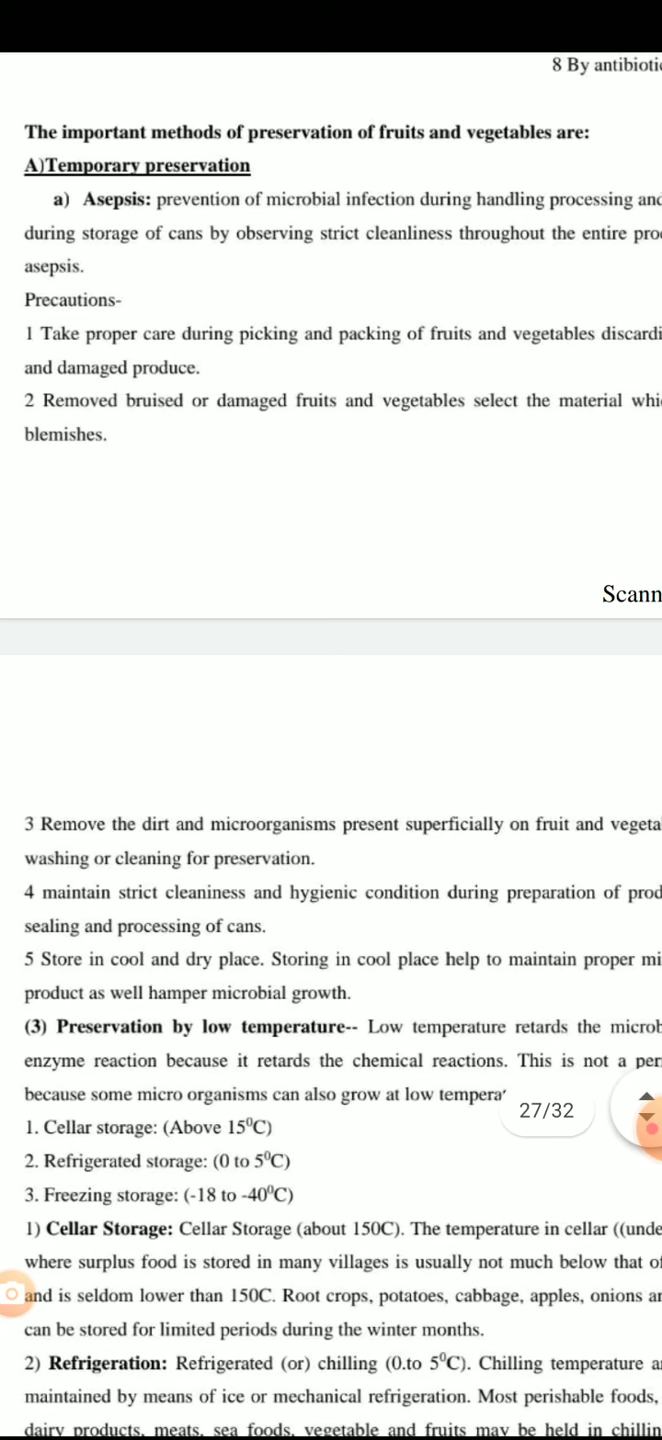 8 By antibioti
The important methods of preservation of fruits and vegetables are:
A)Temporary preservation
a) Asepsis: prevention of microbial infection during handling processing and
during storage of cans by observing strict cleanliness throughout the entire pro
asepsis.
Precautions-
1 Take proper care during picking and packing of fruits and vegetables discardi
and damaged produce.
2 Removed bruised or damaged fruits and vegetables select the material whi
blemishes.
Scann
3 Remove the dirt and microorganisms present superficially on fruit and vegeta
washing or cleaning for preservation.
4 maintain strict cleaniness and hygienic condition during preparation of prod
sealing and processing of cans.
5 Store in cool and dry place. Storing in cool place help to maintain proper mi
product as well hamper microbial growth.
(3) Preservation by low temperature-- Low temperature retards the microb
enzyme reaction because it retards the chemical reactions. This is not a per
because some micro organisms can also grow at low tempera
27/32
1. Cellar storage: (Above 15⁰C)
2. Refrigerated storage: (0 to 5⁰C)
3. Freezing storage: (-18 to -40⁰C)
1) Cellar Storage: Cellar Storage (about 150C). The temperature in cellar ((unde
where surplus food is stored in many villages is usually not much below that of
and is seldom lower than 150C. Root crops, potatoes, cabbage, apples, onions an
can be stored for limited periods during the winter months.
2) Refrigeration: Refrigerated (or) chilling (0.to 5⁰C). Chilling temperature a
maintained by means of ice or mechanical refrigeration. Most perishable foods,
dairy products, meats, sea foods, vegetable and fruits may be held in chillin